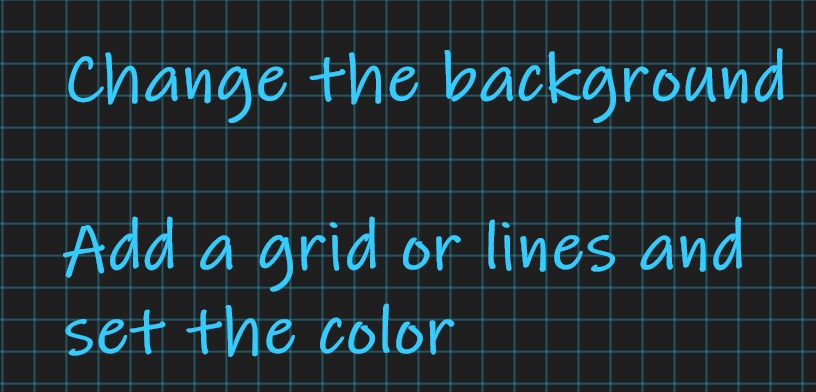 Change the background
Add a grid or lines and
set the color